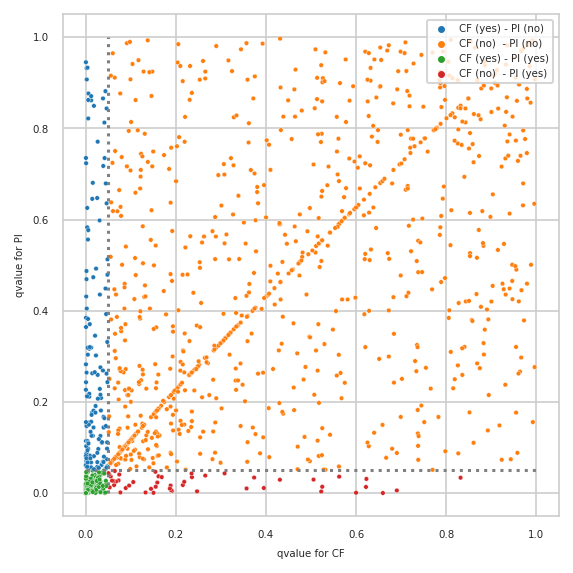 CF (yes) - PI (no)
CF (no) - PI (no)
CF (yes) - PI (yes)
CF (no) - PI (yes)
1.0
0.8
0.6
0.4
0.2
0.0
qvalue for PI
0.0 0.2 0.4 0.6 0.8 1.0
qvalue for CF